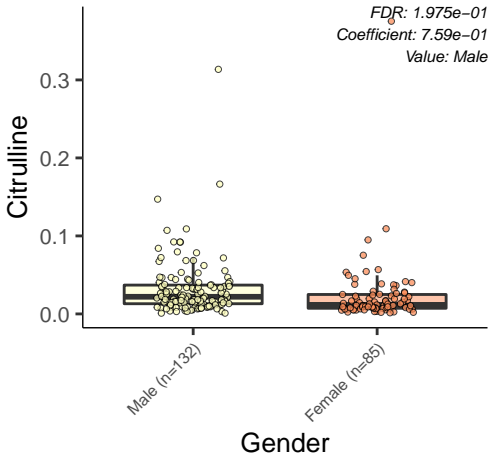 FDR: 1.975e−01
Coefficient: 7.59e−01
Value: Male
Citrulline
0.3
0.2
0.1
0.0
Male (n=132)
Female (n=85)
Gender